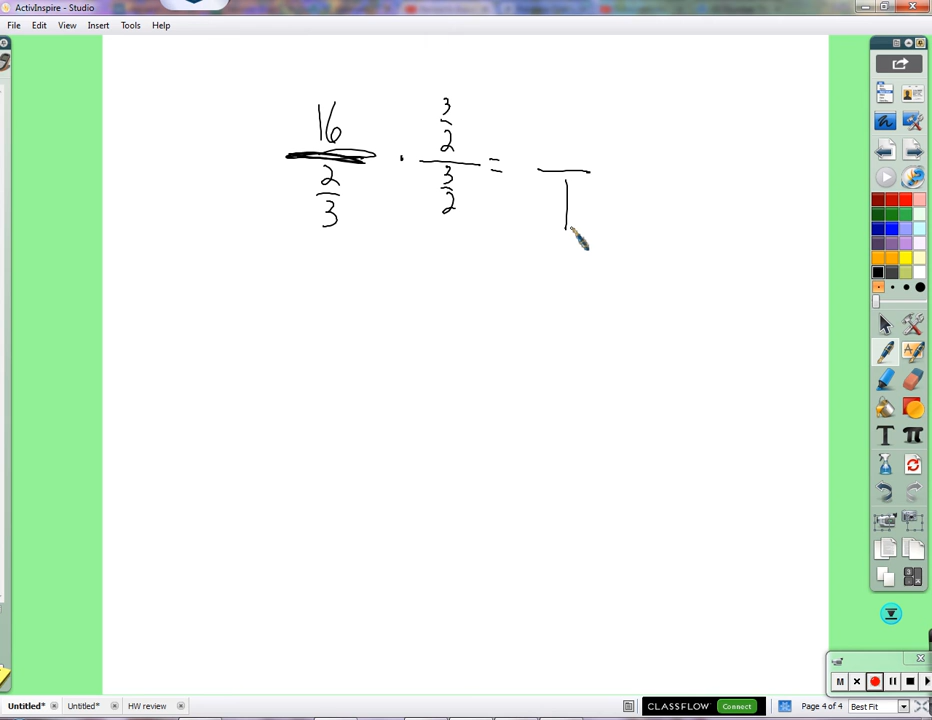 ActivInspire - Studio
File Edit View Insert Tools Help
16 / (2/3) · (3/2) / (3/2) = / 1
T π
M
Untitled* Untitled* HW review
CLASSFLOW Connect
Page 4 of 4 Best Fit